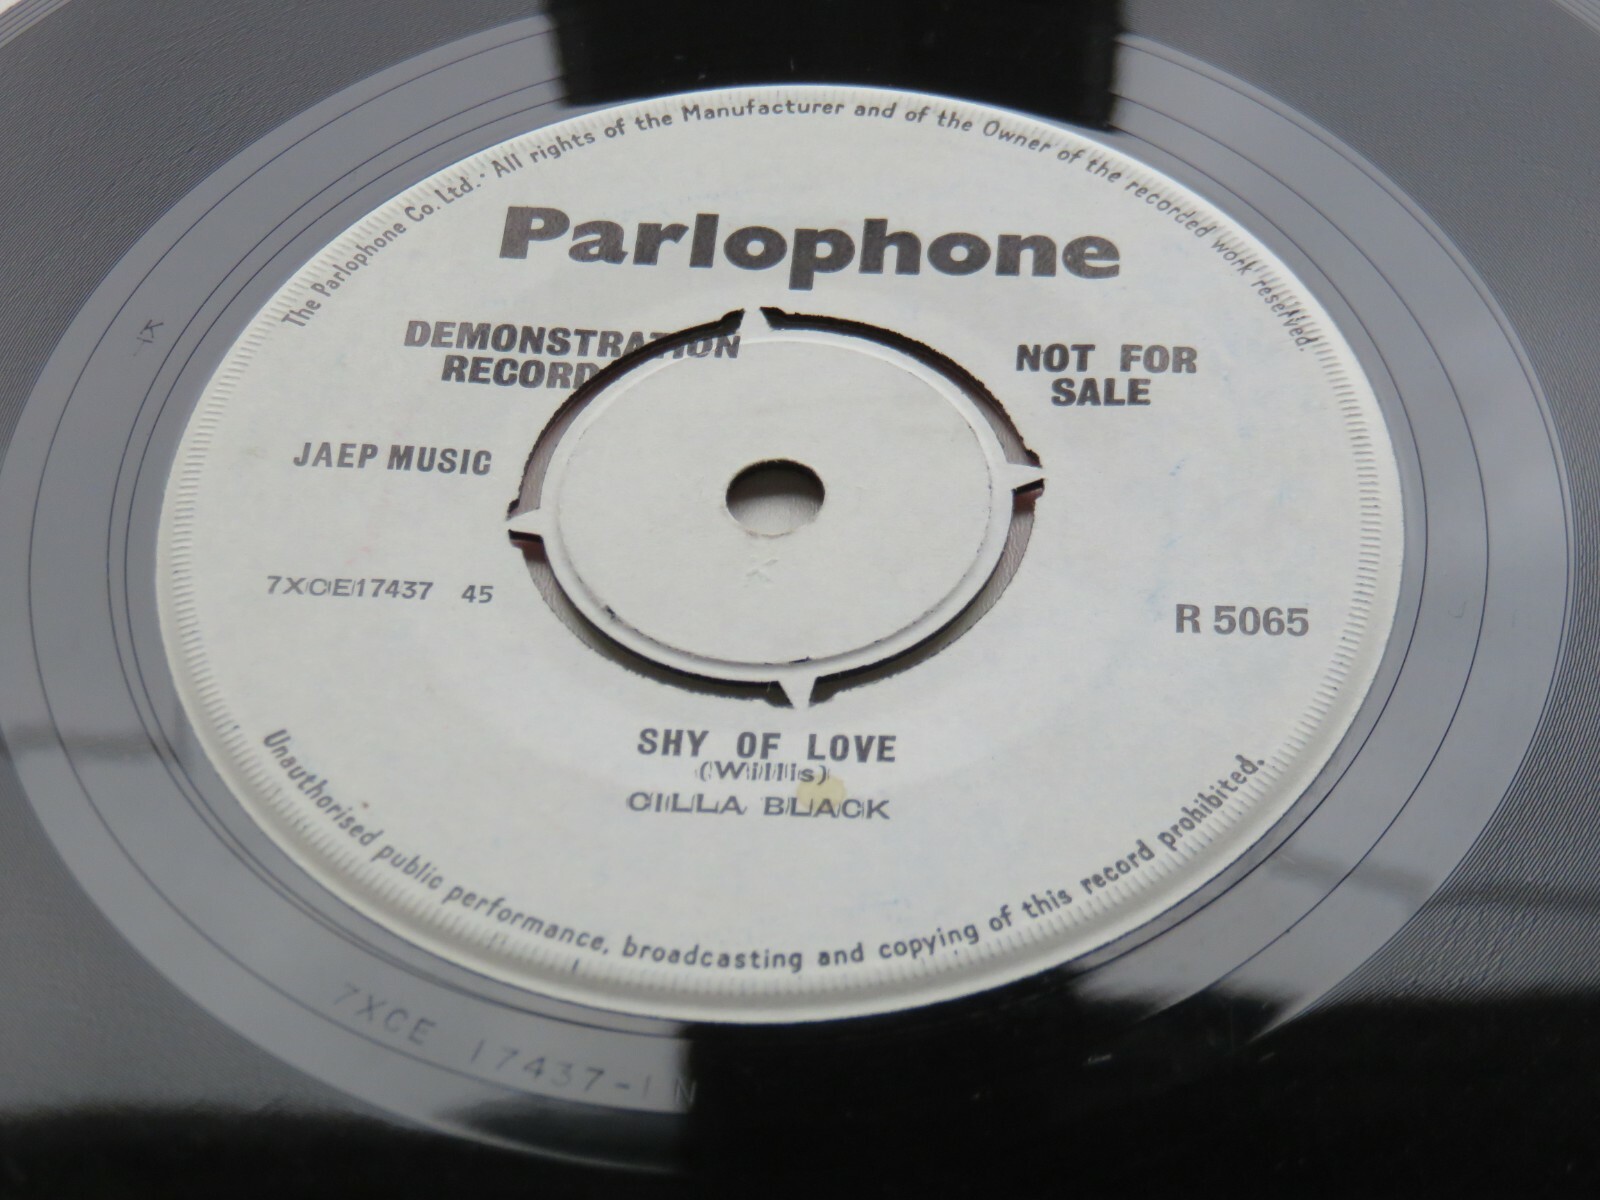 The Parlophone Co. Ltd. · All rights of the Manufacturer and of the Owner of the recorded work reserved.
Parlophone
DEMONSTRATION
RECORD
NOT FOR
SALE
JAEP MUSIC
7XCE17437 45
R 5065
SHY OF LOVE
(Willis)
CILLA BLACK
Unauthorised public performance, broadcasting and copying of this record prohibited.
7XCE 17437-1N